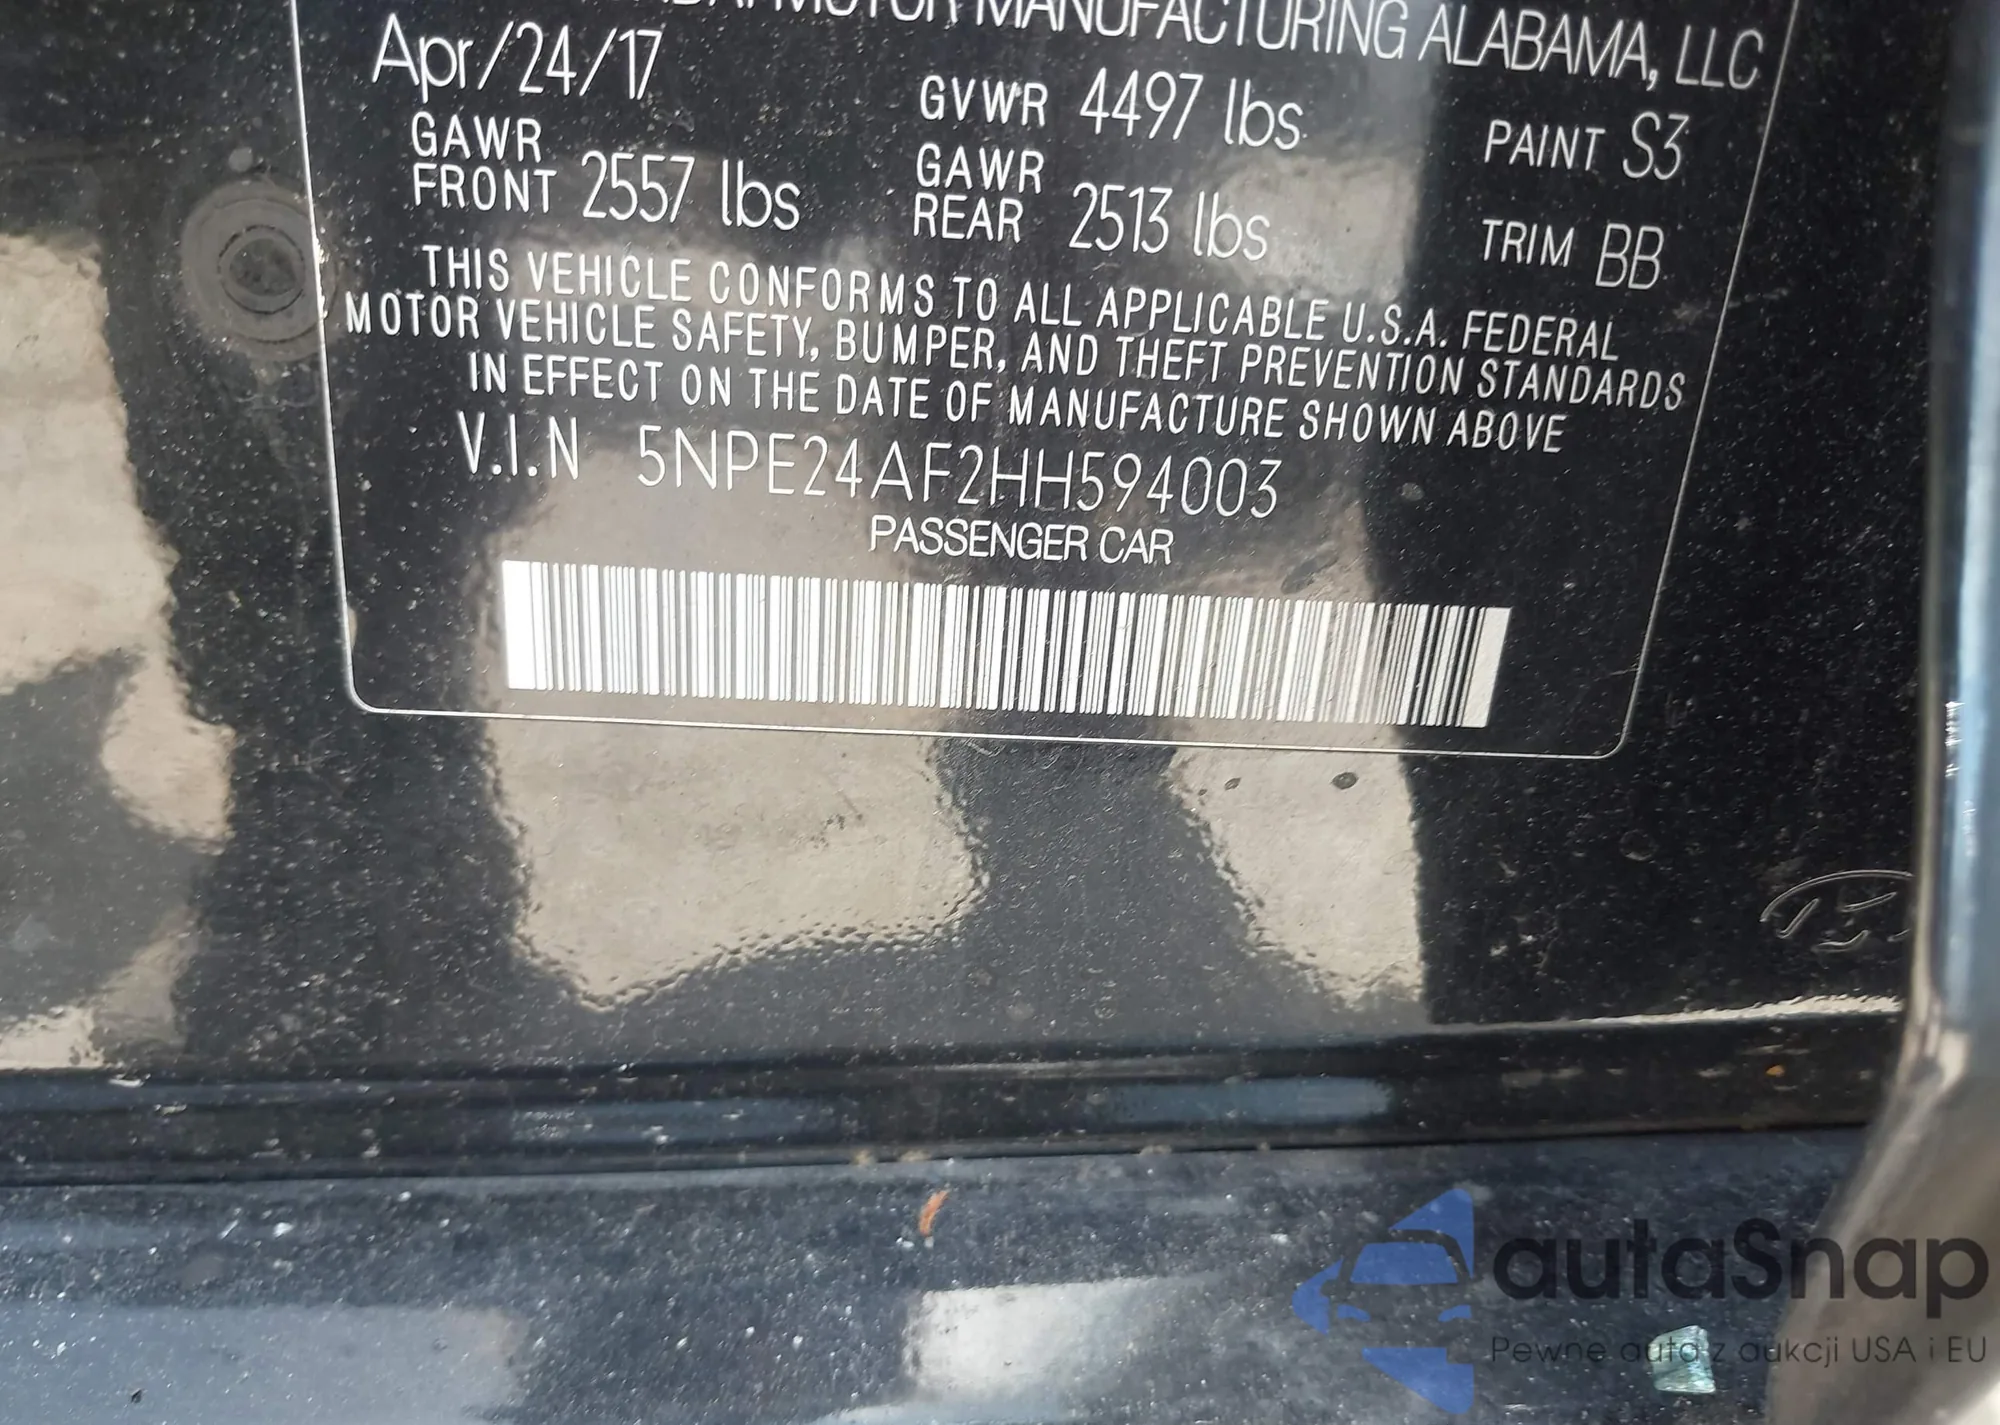 MOTOR MANUFACTURING ALABAMA, LLC
Apr/24/17
GVWR 4497 lbs
PAINT S3
GAWR FRONT 2557 lbs
GAWR REAR 2513 lbs
TRIM BB
THIS VEHICLE CONFORMS TO ALL APPLICABLE U.S.A. FEDERAL
MOTOR VEHICLE SAFETY, BUMPER, AND THEFT PREVENTION STANDARDS
IN EFFECT ON THE DATE OF MANUFACTURE SHOWN ABOVE
V.I.N 5NPE24AF2HH594003
PASSENGER CAR
autaSnap
Pewne auta z aukcji USA i EU